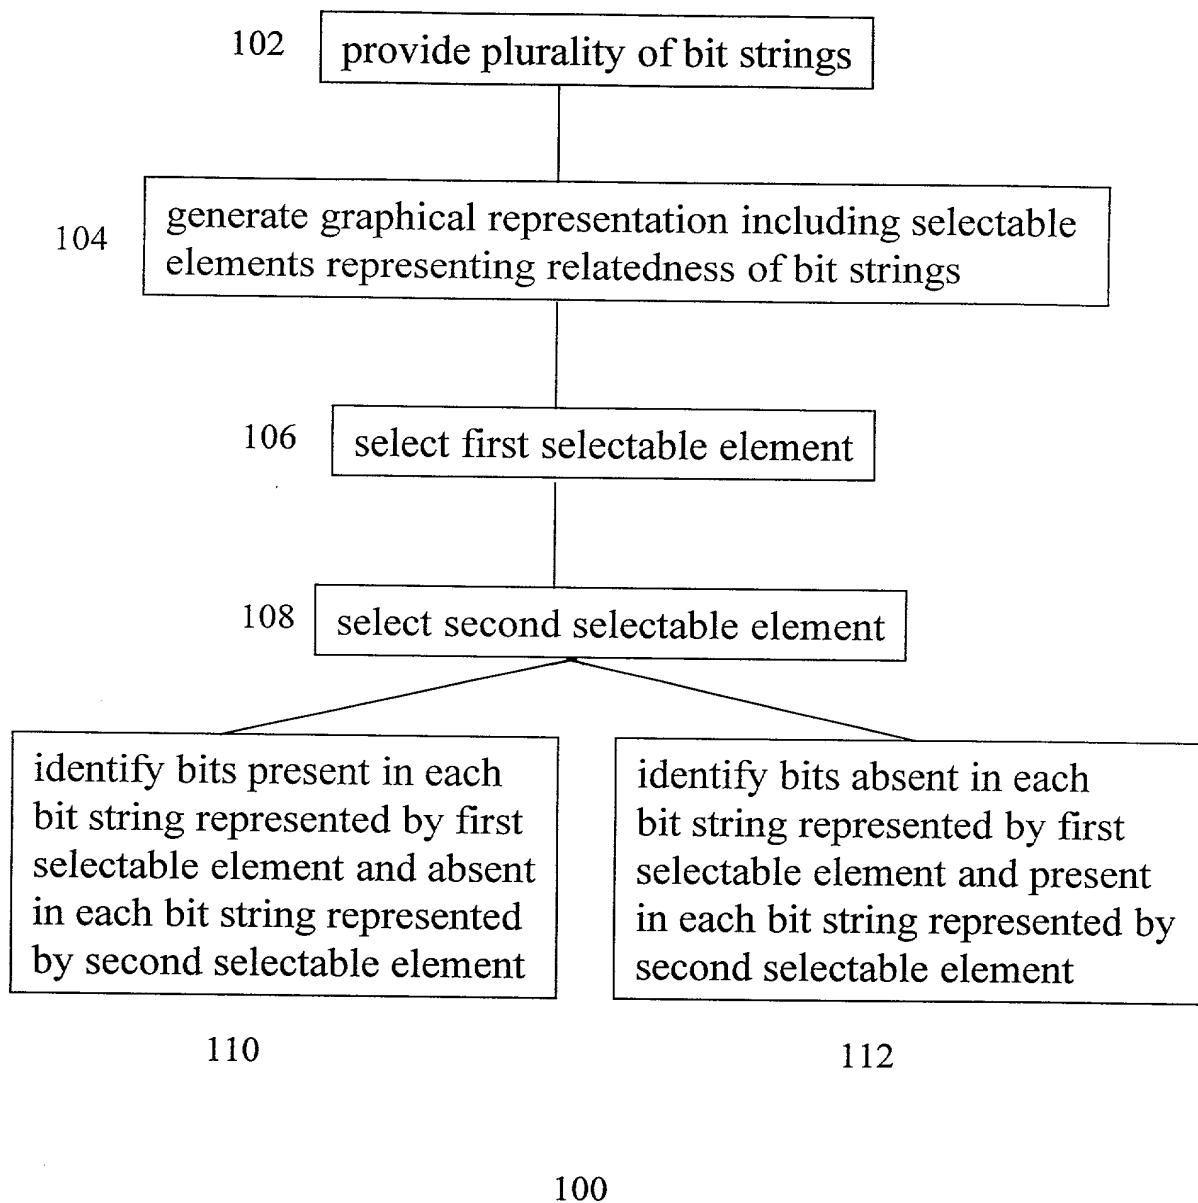 102
provide plurality of bit strings
104
generate graphical representation including selectable
elements representing relatedness of bit strings
106
select first selectable element
108
select second selectable element
identify bits present in each
bit string represented by first
selectable element and absent
in each bit string represented
by second selectable element
110
identify bits absent in each
bit string represented by first
selectable element and present
in each bit string represented by
second selectable element
112
100